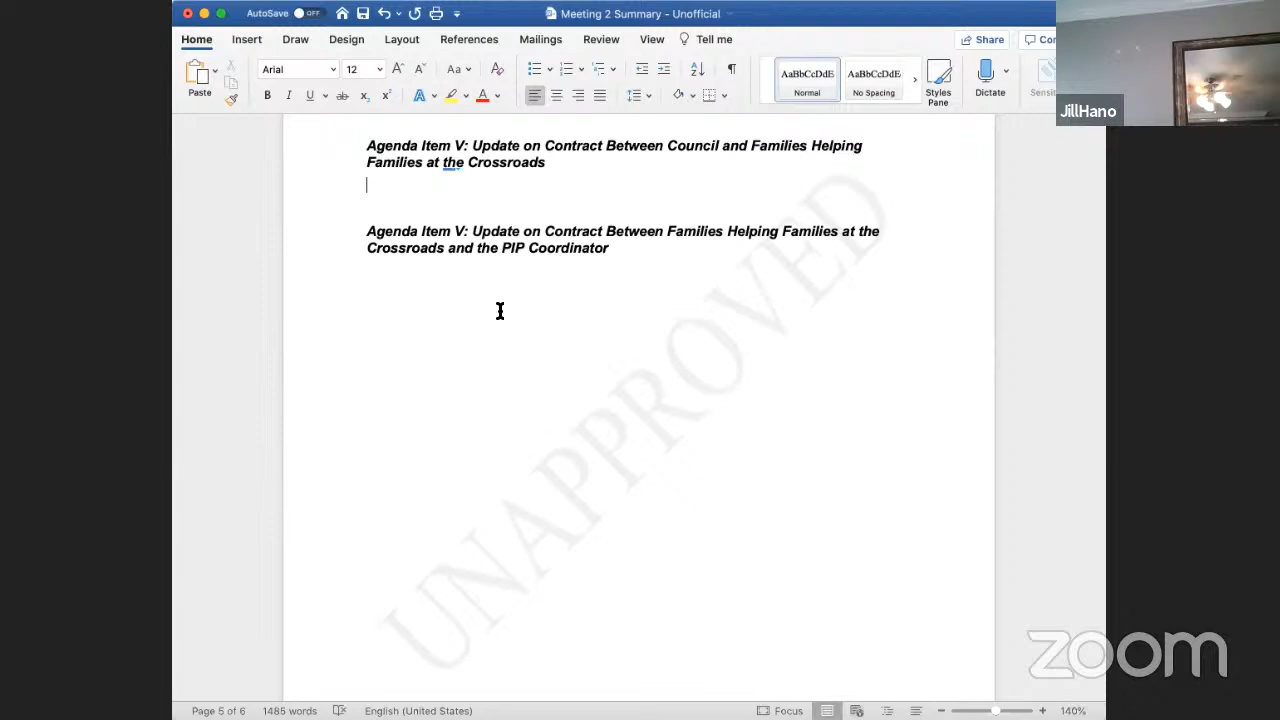 AutoSave OFF
Meeting 2 Summary - Unofficial
Home Insert Draw Design Layout References Mailings Review View Tell me
Share
Paste
Arial 12
AaBbCcDdE AaBbCcDdE
Normal No Spacing
Styles Pane
Dictate
JillHano
Agenda Item V: Update on Contract Between Council and Families Helping
Families at the Crossroads
Agenda Item V: Update on Contract Between Families Helping Families at the
Crossroads and the PIP Coordinator
UNAPPROVED
zoom
Page 5 of 6 1485 words English (United States) Focus 140%